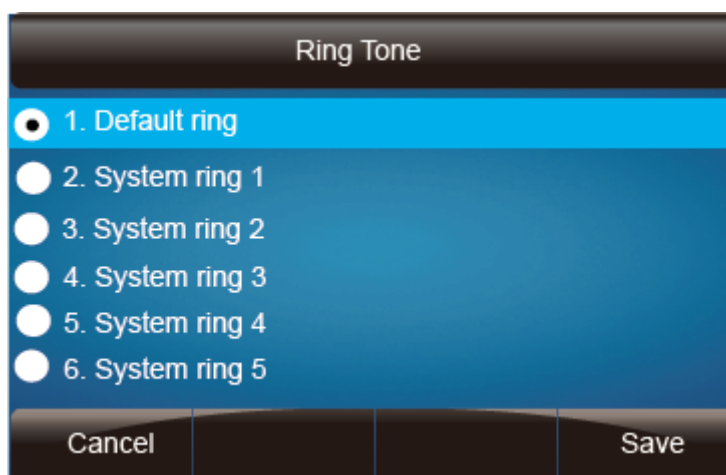 Ring Tone
1. Default ring
2. System ring 1
3. System ring 2
4. System ring 3
5. System ring 4
6. System ring 5
Cancel Save